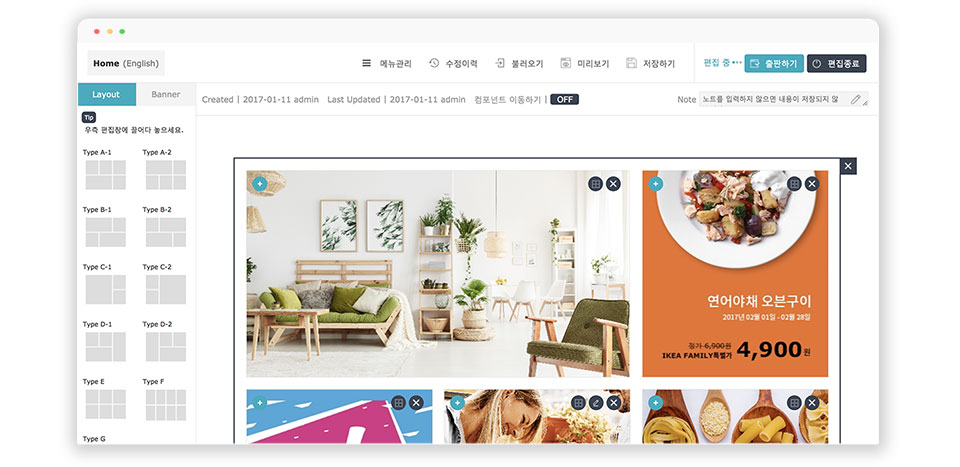 Home (English)
메뉴관리
수정이력
불러오기
미리보기
저장하기
편집 중
출판하기
편집종료
Layout
Banner
Created | 2017-01-11 admin Last Updated | 2017-01-11 admin 컴포넌트 이동하기 | OFF
Note
노트를 입력하지 않으면 내용이 저장되지 않
Tip
우측 편집창에 끌어다 놓으세요.
Type A-1 Type A-2
Type B-1 Type B-2
Type C-1 Type C-2
Type D-1 Type D-2
Type E Type F
Type G
연어야채 오븐구이
2017년 02월 01일 - 02월 28일
정가 6,900원
IKEA FAMILY특별가
4,900원